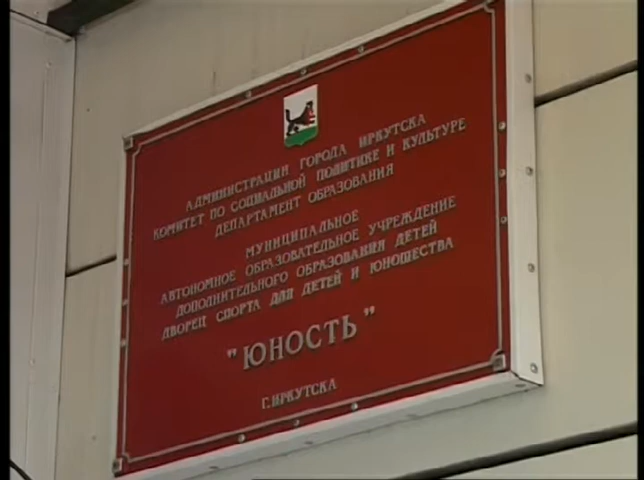 АДМИНИСТРАЦИИ ГОРОДА ИРКУТСКА
КОМИТЕТ ПО СОЦИАЛЬНОЙ ПОЛИТИКЕ И КУЛЬТУРЕ
ДЕПАРТАМЕНТ ОБРАЗОВАНИЯ
МУНИЦИПАЛЬНОЕ
АВТОНОМНОЕ ОБРАЗОВАТЕЛЬНОЕ УЧРЕЖДЕНИЕ
ДОПОЛНИТЕЛЬНОГО ОБРАЗОВАНИЯ ДЕТЕЙ
ДВОРЕЦ СПОРТА ДЛЯ ДЕТЕЙ И ЮНОШЕСТВА
"ЮНОСТЬ"
Г.ИРКУТСКА